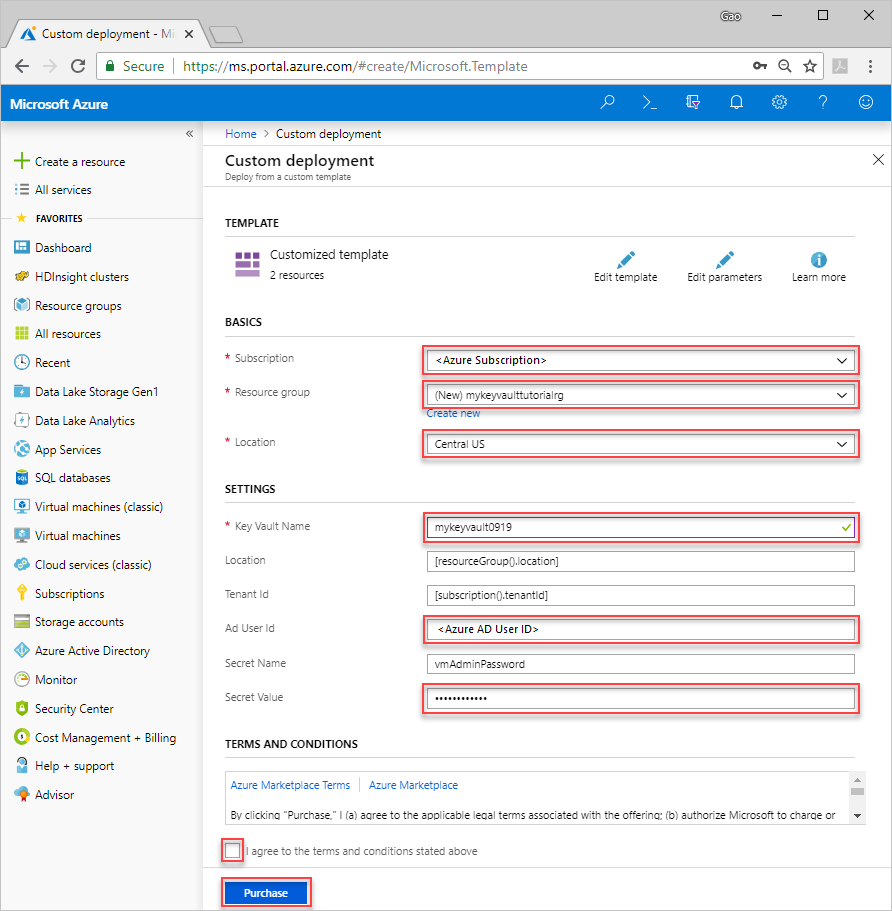 Gao
Custom deployment - Mi
Secure
https://ms.portal.azure.com/#create/Microsoft.Template
Microsoft Azure
Home > Custom deployment
Custom deployment
Deploy from a custom template
Create a resource
All services
FAVORITES
Dashboard
HDInsight clusters
Resource groups
All resources
Recent
Data Lake Storage Gen1
Data Lake Analytics
App Services
SQL databases
Virtual machines (classic)
Virtual machines
Cloud services (classic)
Subscriptions
Storage accounts
Azure Active Directory
Monitor
Security Center
Cost Management + Billing
Help + support
Advisor
TEMPLATE
Customized template
2 resources
Edit template
Edit parameters
Learn more
BASICS
* Subscription
<Azure Subscription>
* Resource group
(New) mykeyvaulttutorialrg
Create new
* Location
Central US
SETTINGS
* Key Vault Name
mykeyvault0919
Location
[resourceGroup().location]
Tenant Id
[subscription().tenantId]
Ad User Id
<Azure AD User ID>
Secret Name
vmAdminPassword
Secret Value
••••••••••••
TERMS AND CONDITIONS
Azure Marketplace Terms | Azure Marketplace
By clicking "Purchase," I (a) agree to the applicable legal terms associated with the offering; (b) authorize Microsoft to charge or
I agree to the terms and conditions stated above
Purchase